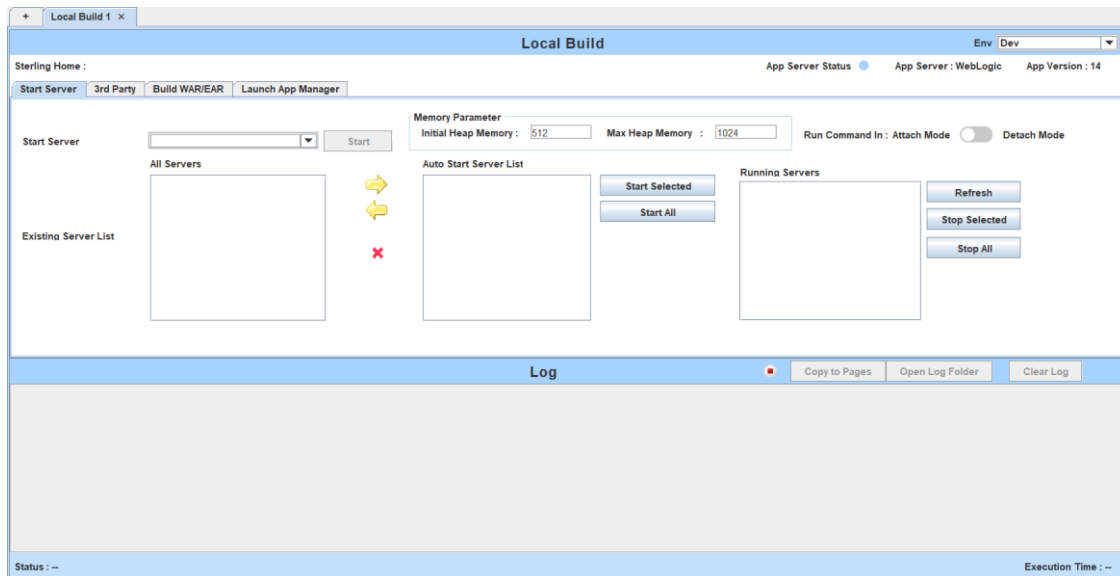 + Local Build 1 ×
Local Build
Env Dev
Sterling Home :
App Server Status App Server : WebLogic App Version : 14
Start Server 3rd Party Build WAR/EAR Launch App Manager
Memory Parameter
Start Server Start Initial Heap Memory : 512 Max Heap Memory : 1024 Run Command In : Attach Mode Detach Mode
All Servers Auto Start Server List Running Servers
Start Selected Refresh
Start All Stop Selected
Existing Server List
Stop All
Log Copy to Pages Open Log Folder Clear Log
Status : -- Execution Time : --